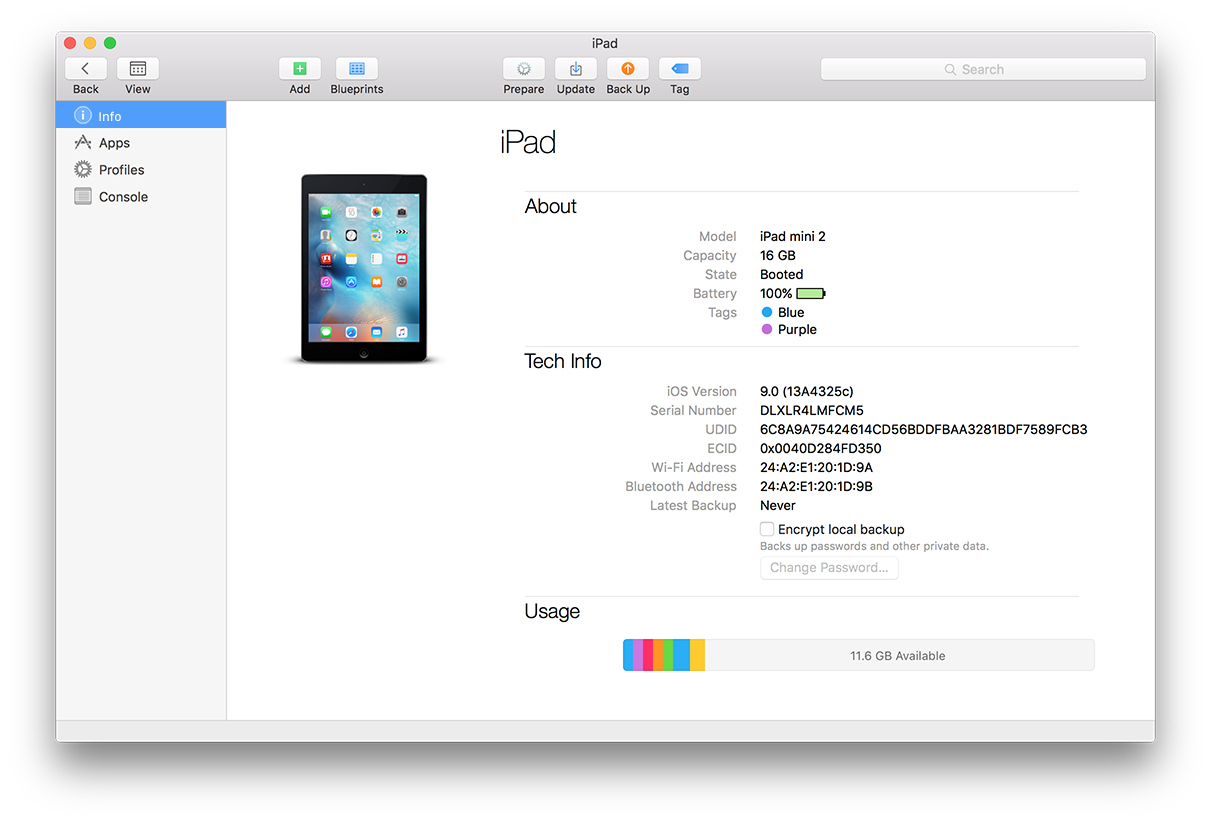 iPad
Back View Add Blueprints Prepare Update Back Up Tag Search
Info
Apps
Profiles
Console
iPad
About
Model iPad mini 2
Capacity 16 GB
State Booted
Battery 100%
Tags Blue
Purple
Tech Info
iOS Version 9.0 (13A4325c)
Serial Number DLXLR4LMFCM5
UDID 6C8A9A75424614CD56BDDFBAA3281BDF7589FCB3
ECID 0x0040D284FD350
Wi-Fi Address 24:A2:E1:20:1D:9A
Bluetooth Address 24:A2:E1:20:1D:9B
Latest Backup Never
Encrypt local backup
Backs up passwords and other private data.
Change Password...
Usage
11.6 GB Available